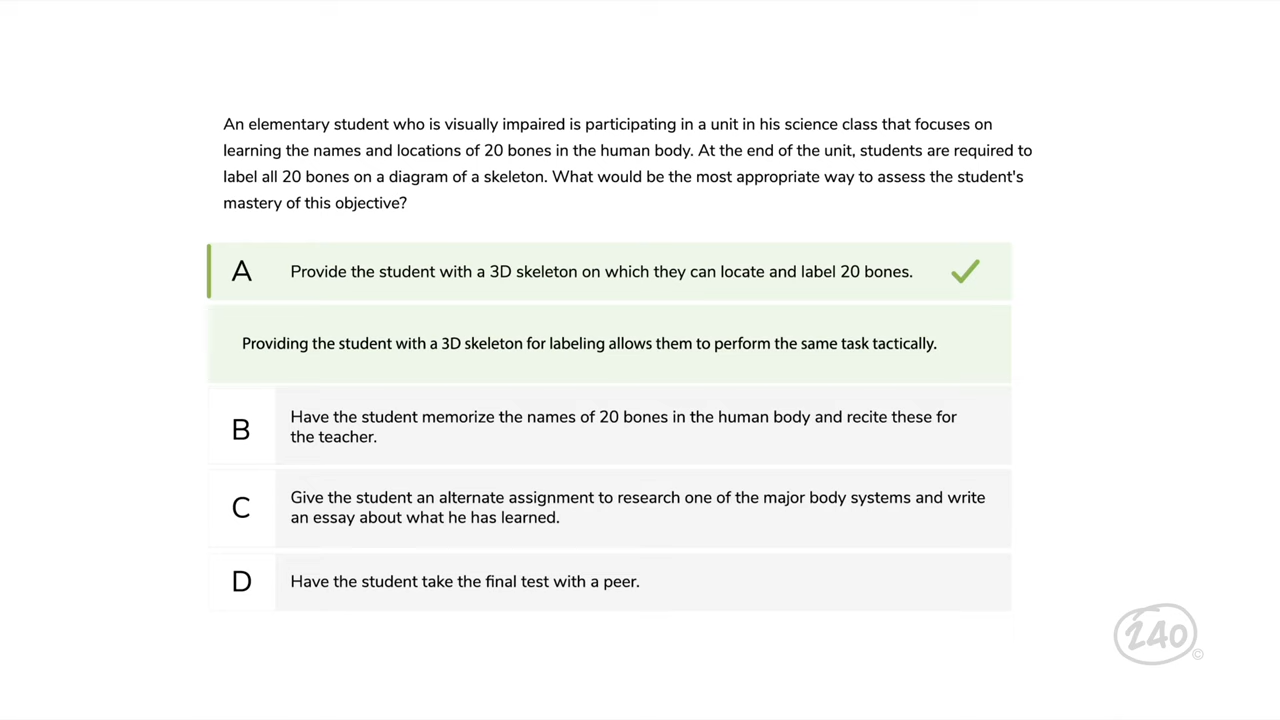 An elementary student who is visually impaired is participating in a unit in his science class that focuses on
learning the names and locations of 20 bones in the human body. At the end of the unit, students are required to
label all 20 bones on a diagram of a skeleton. What would be the most appropriate way to assess the student's
mastery of this objective?
A Provide the student with a 3D skeleton on which they can locate and label 20 bones.
Providing the student with a 3D skeleton for labeling allows them to perform the same task tactically.
B Have the student memorize the names of 20 bones in the human body and recite these for
the teacher.
C Give the student an alternate assignment to research one of the major body systems and write
an essay about what he has learned.
D Have the student take the final test with a peer.
240 ©